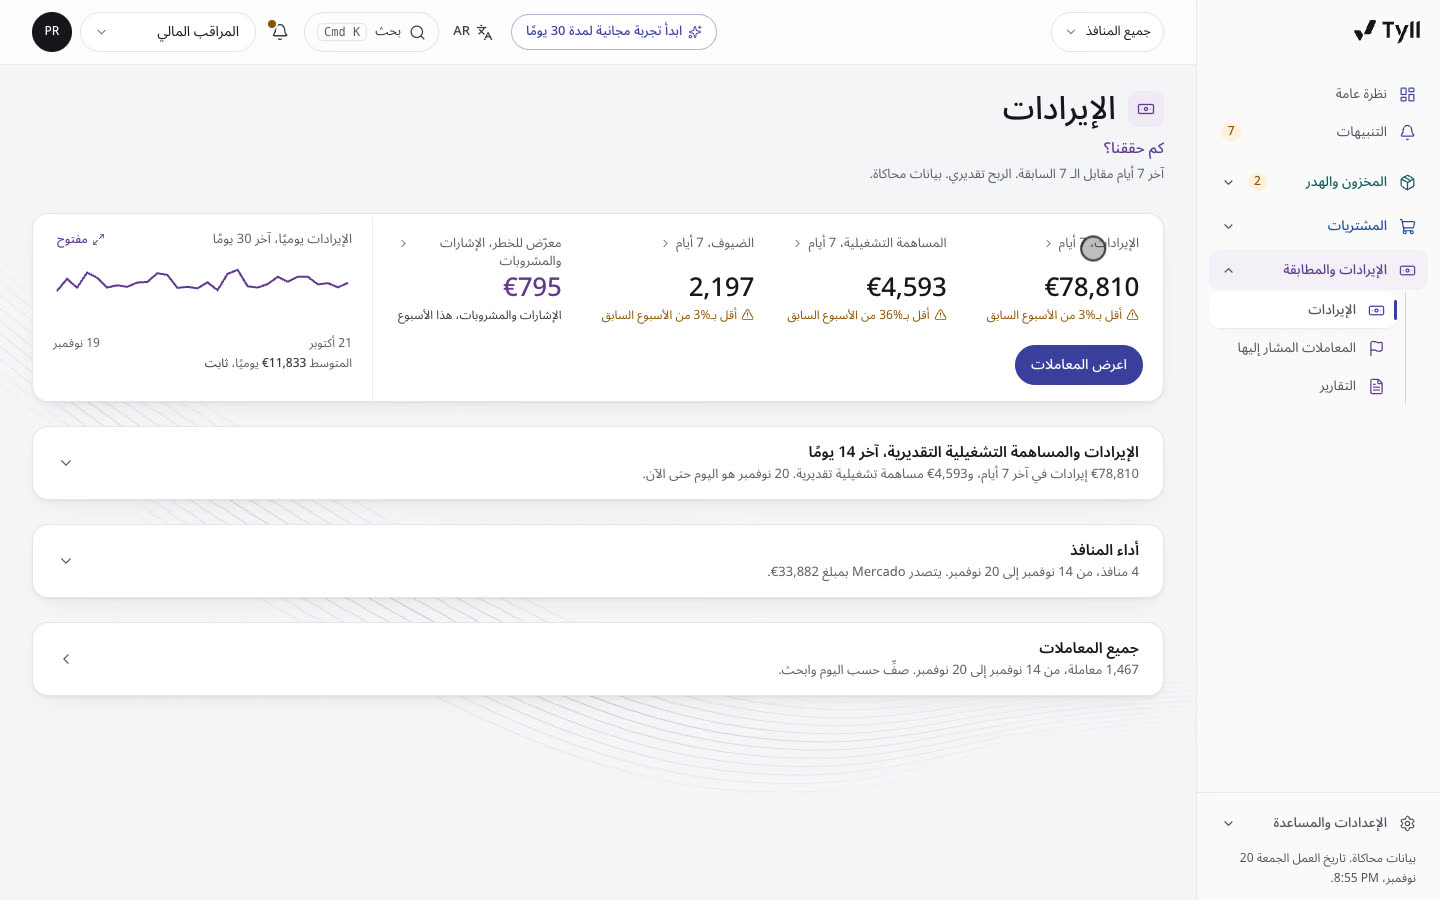 Tyll
نظرة عامة
التنبيهات
7
المخزون والهدر
2
المشتريات
الإيرادات والمطابقة
الإيرادات
المعاملات المشار إليها
التقارير
الإعدادات والمساعدة
بيانات محاكاة. تاريخ العمل الجمعة 20
نوفمبر، 8:55 PM.
جميع المنافذ
ابدأ تجربة مجانية لمدة 30 يومًا
AR
بحث
Cmd K
المراقب المالي
PR
الإيرادات
كم حققنا؟
آخر 7 أيام مقابل الـ 7 السابقة. الربح تقديري. بيانات محاكاة.
الإيرادات، 7 أيام
€78,810
أقل بـ3% من الأسبوع السابق
المساهمة التشغيلية، 7 أيام
€4,593
أقل بـ36% من الأسبوع السابق
الضيوف، 7 أيام
2,197
أقل بـ3% من الأسبوع السابق
معرّض للخطر، الإشارات
والمشروبات
€795
الإشارات والمشروبات، هذا الأسبوع
اعرض المعاملات
الإيرادات يوميًا، آخر 30 يومًا
مفتوح
21 أكتوبر
19 نوفمبر
المتوسط €11,833 يوميًا، ثابت
الإيرادات والمساهمة التشغيلية التقديرية، آخر 14 يومًا
€78,810 إيرادات في آخر 7 أيام، و€4,593 مساهمة تشغيلية تقديرية. 20 نوفمبر هو اليوم حتى الآن.
أداء المنافذ
4 منافذ، من 14 نوفمبر إلى 20 نوفمبر. يتصدر Mercado بمبلغ €33,882.
جميع المعاملات
1,467 معاملة، من 14 نوفمبر إلى 20 نوفمبر. صفِّ حسب اليوم وابحث.